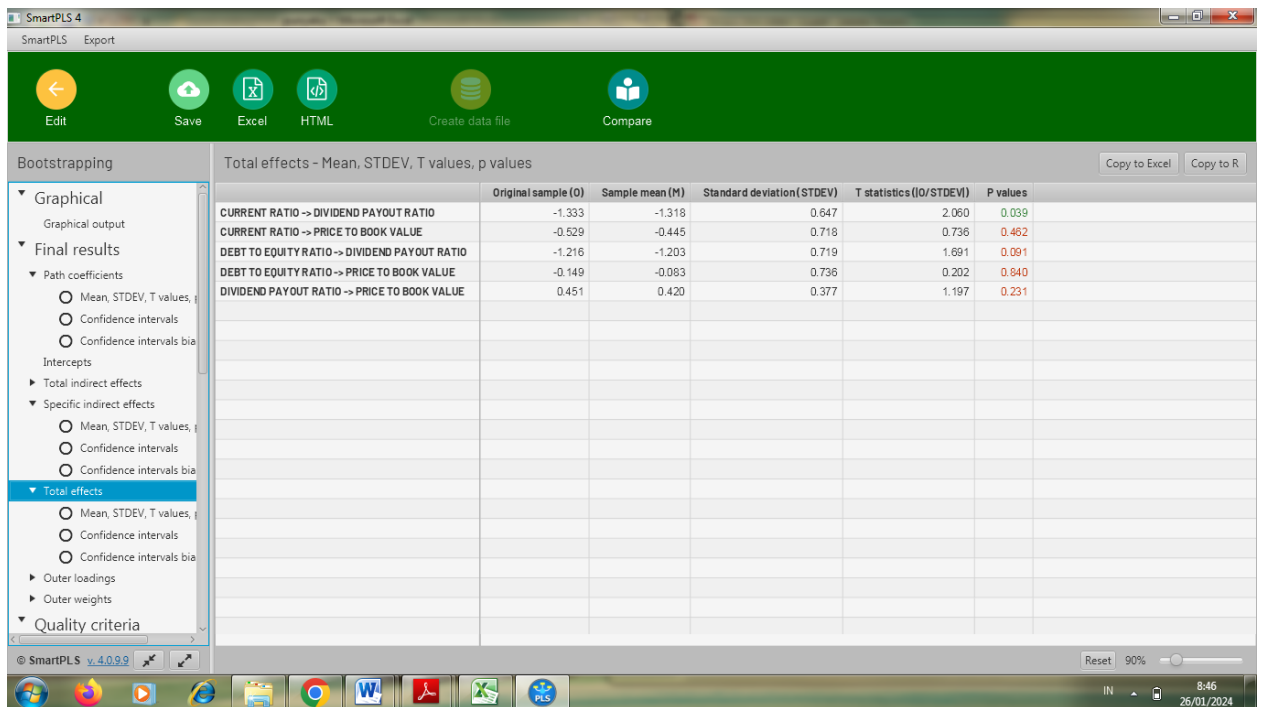 SmartPLS 4
SmartPLS Export
Edit Save Excel HTML Create data file Compare
Bootstrapping
Graphical
Graphical output
Final results
Path coefficients
Mean, STDEV, T values, p
Confidence intervals
Confidence intervals bia
Intercepts
Total indirect effects
Specific indirect effects
Mean, STDEV, T values, p
Confidence intervals
Confidence intervals bia
Total effects
Mean, STDEV, T values, p
Confidence intervals
Confidence intervals bia
Outer loadings
Outer weights
Quality criteria
Total effects - Mean, STDEV, T values, p values Copy to Excel Copy to R
Original sample (O) Sample mean (M) Standard deviation (STDEV) T statistics (|O/STDEV|) P values
CURRENT RATIO -> DIVIDEND PAYOUT RATIO -1.333 -1.318 0.647 2.060 0.039
CURRENT RATIO -> PRICE TO BOOK VALUE -0.529 -0.445 0.718 0.736 0.462
DEBT TO EQUITY RATIO -> DIVIDEND PAYOUT RATIO -1.216 -1.203 0.719 1.691 0.091
DEBT TO EQUITY RATIO -> PRICE TO BOOK VALUE -0.149 -0.083 0.736 0.202 0.840
DIVIDEND PAYOUT RATIO -> PRICE TO BOOK VALUE 0.451 0.420 0.377 1.197 0.231
© SmartPLS v. 4.0.9.9
Reset 90%
PLS
IN 8:46
26/01/2024